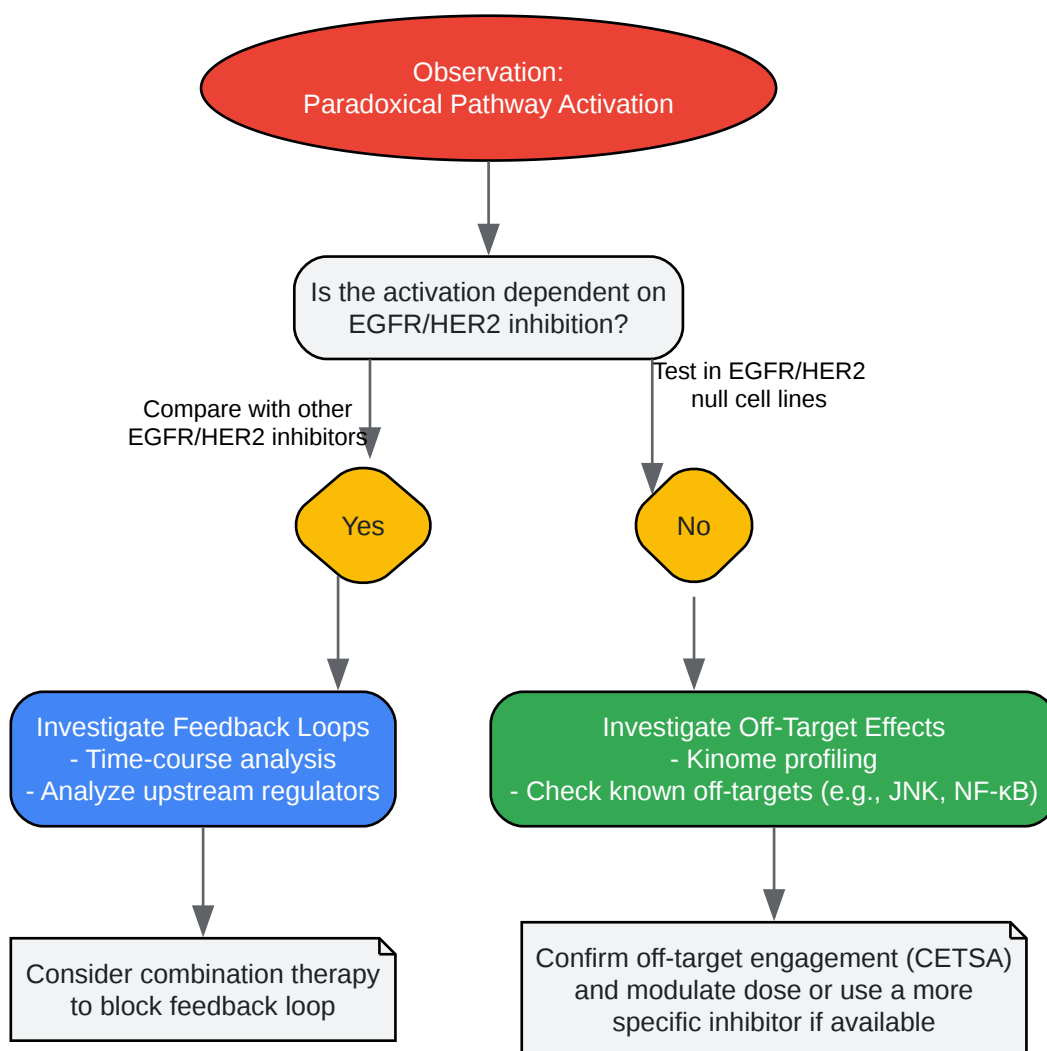 Observation:
Paradoxical Pathway Activation
Is the activation dependent on
EGFR/HER2 inhibition?
Compare with other
EGFR/HER2 inhibitors
Test in EGFR/HER2
null cell lines
Yes
No
Investigate Feedback Loops
- Time-course analysis
- Analyze upstream regulators
Investigate Off-Target Effects
- Kinome profiling
- Check known off-targets (e.g., JNK, NF-κB)
Consider combination therapy
to block feedback loop
Confirm off-target engagement (CETSA)
and modulate dose or use a more
specific inhibitor if available